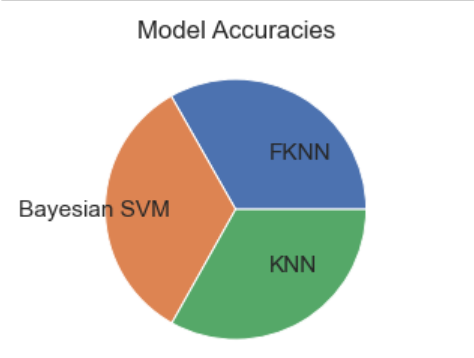 Model Accuracies
FKNN
Bayesian SVM
KNN